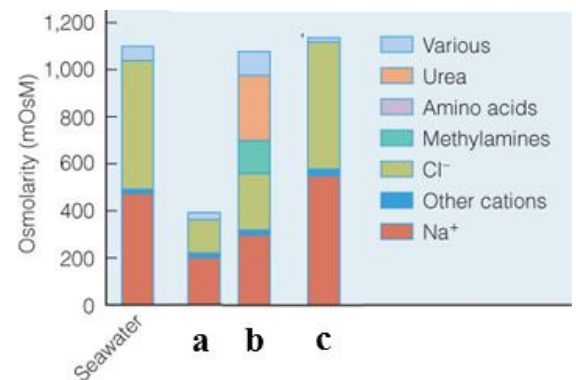 Osmolarity (mOsM)
1,200
1,000
800
600
400
200
0
Seawater
a
b
c
Various
Urea
Amino acids
Methylamines
Cl⁻
Other cations
Na⁺